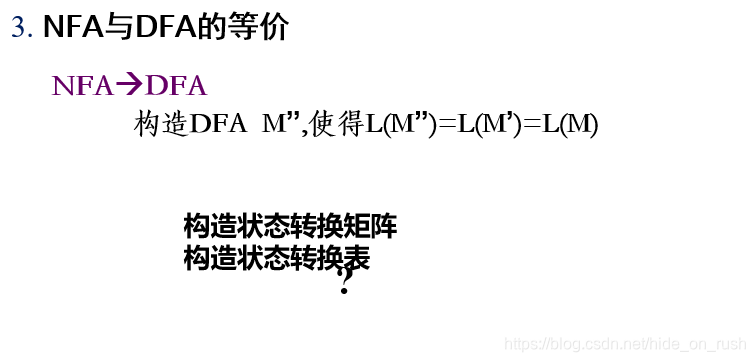 3. NFA与DFA的等价
NFA→DFA
构造DFA M”,使得L(M”)=L(M’)=L(M)
构造状态转换矩阵
构造状态转换表
?
https://blog.csdn.net/hide_on_rush